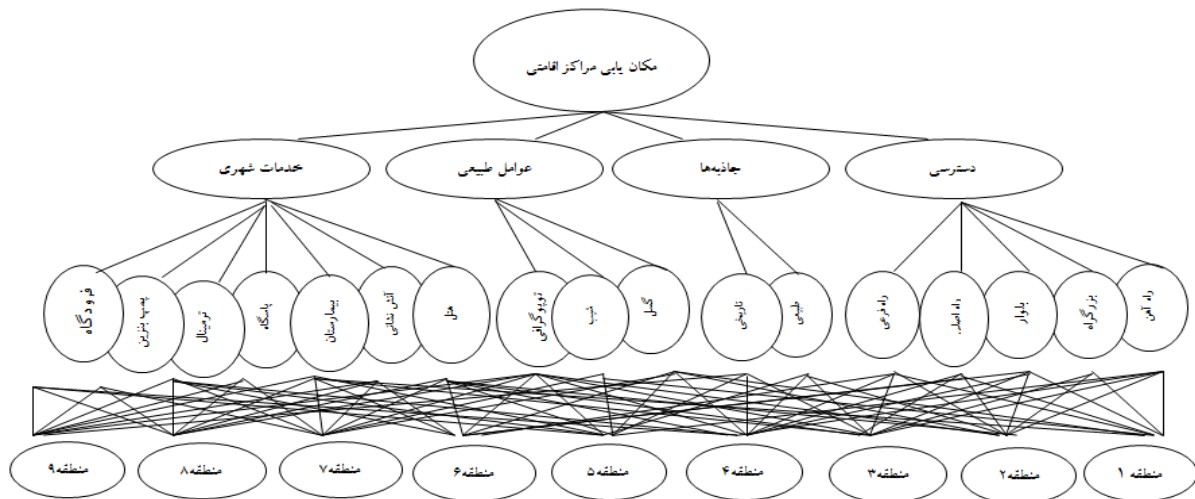 مکان یابی مراکز اقامتی
دسترسی
جاذبه‌ها
عوامل طبیعی
خدمات شهری
راه آهن
بزرگراه
بلوار
راه اصلی
راه فرعی
طبیعی
تاریخی
گسل
شیب
توپوگرافی
هتل
آتش نشانی
بیمارستان
پاسگاه
ترمینال
پمپ بنزین
فرودگاه
منطقه ۱
منطقه۲
منطقه۳
منطقه۴
منطقه۵
منطقه۶
منطقه۷
منطقه۸
منطقه۹